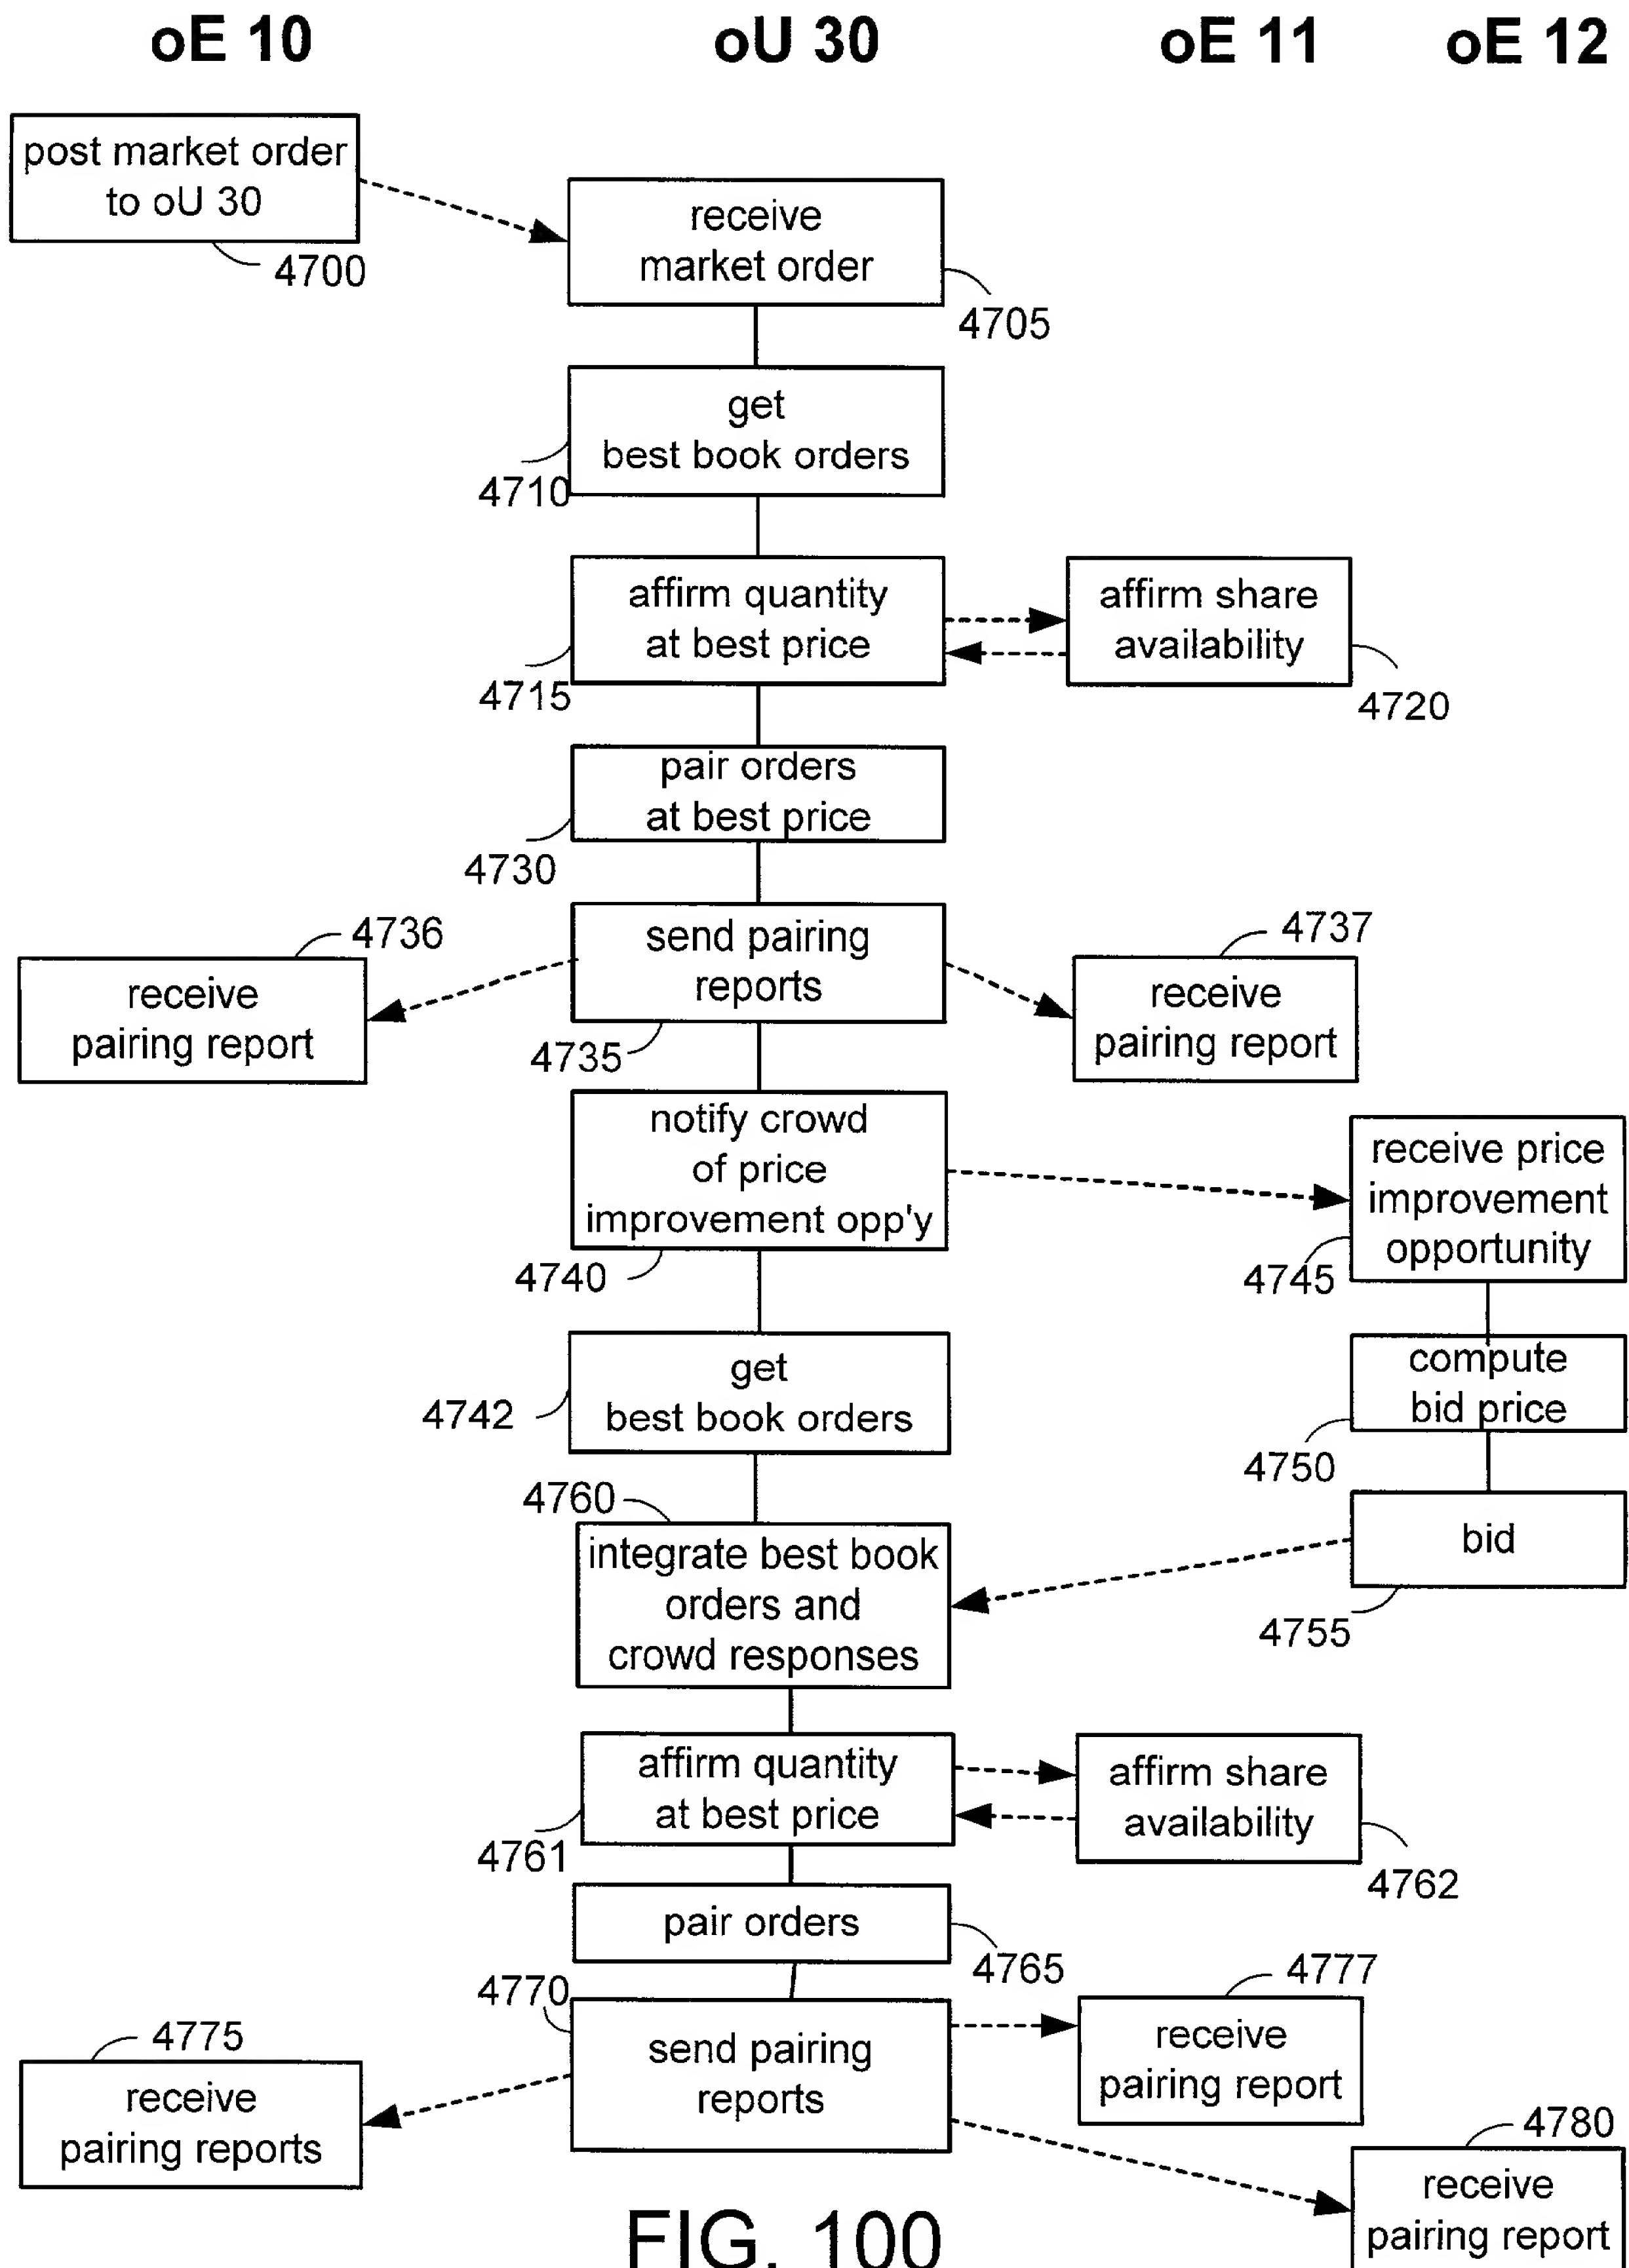 oE 10
oU 30
oE 11
oE 12
post market order
to oU 30
4700
receive
market order
4705
get
best book orders
4710
affirm quantity
at best price
4715
affirm share
availability
4720
pair orders
at best price
4730
send pairing
reports
4735
4736
receive
pairing report
4737
receive
pairing report
notify crowd
of price
improvement opp'y
4740
receive price
improvement
opportunity
4745
get
best book orders
4742
compute
bid price
4750
bid
4755
4760
integrate best book
orders and
crowd responses
affirm quantity
at best price
4761
affirm share
availability
4762
pair orders
4765
4770
send pairing
reports
4777
receive
pairing report
4775
receive
pairing reports
4780
receive
pairing report
FIG. 100